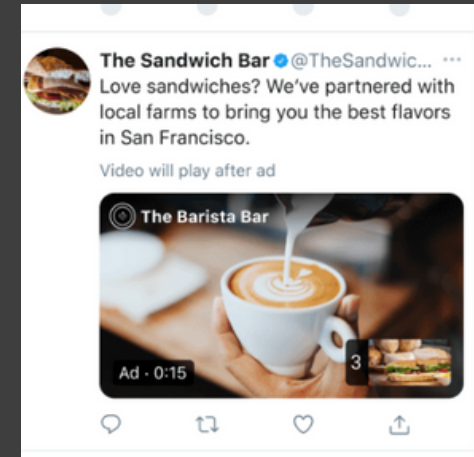 The Sandwich Bar @TheSandwic... ...
Love sandwiches? We've partnered with
local farms to bring you the best flavors
in San Francisco.
Video will play after ad
The Barista Bar
Ad · 0:15
3